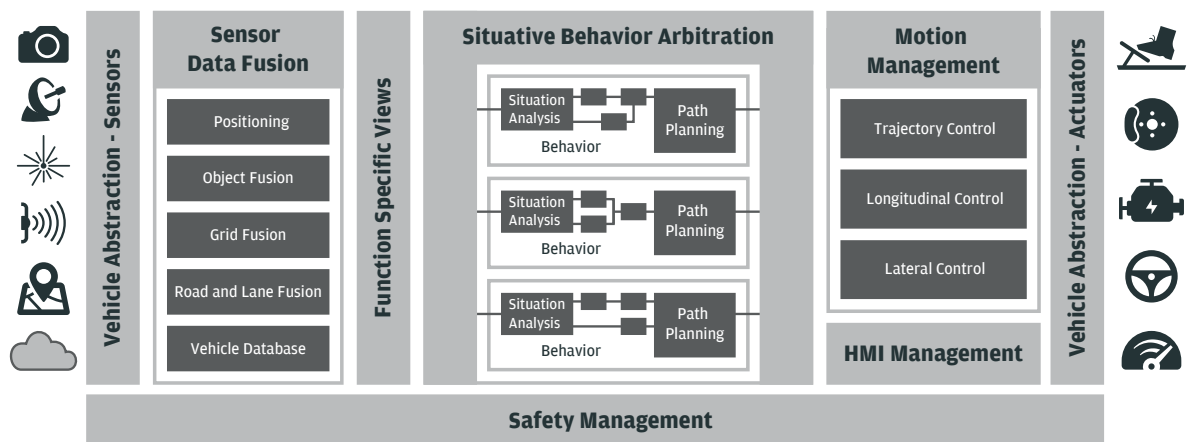 Vehicle Abstraction - Sensors
Sensor
Data Fusion
Positioning
Object Fusion
Grid Fusion
Road and Lane Fusion
Vehicle Database
Function Specific Views
Situative Behavior Arbitration
Situation
Analysis
Path
Planning
Behavior
Situation
Analysis
Path
Planning
Behavior
Situation
Analysis
Path
Planning
Behavior
Motion
Management
Trajectory Control
Longitudinal Control
Lateral Control
HMI Management
Vehicle Abstraction - Actuators
Safety Management